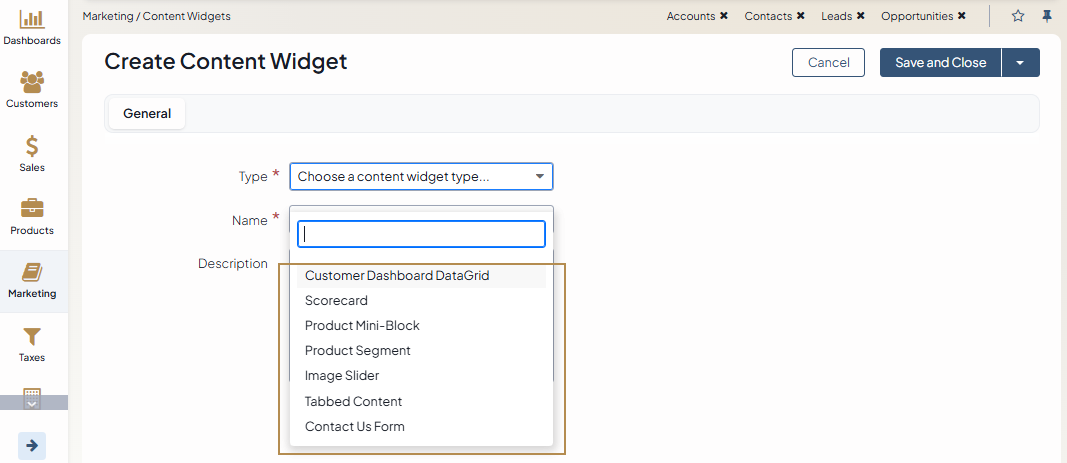 Marketing / Content Widgets
Accounts ✖ Contacts ✖ Leads ✖ Opportunities ✖
Dashboards
Customers
Sales
Products
Marketing
Taxes
Create Content Widget
Cancel
Save and Close
General
Type *
Choose a content widget type...
Name *
Description
Customer Dashboard DataGrid
Scorecard
Product Mini-Block
Product Segment
Image Slider
Tabbed Content
Contact Us Form